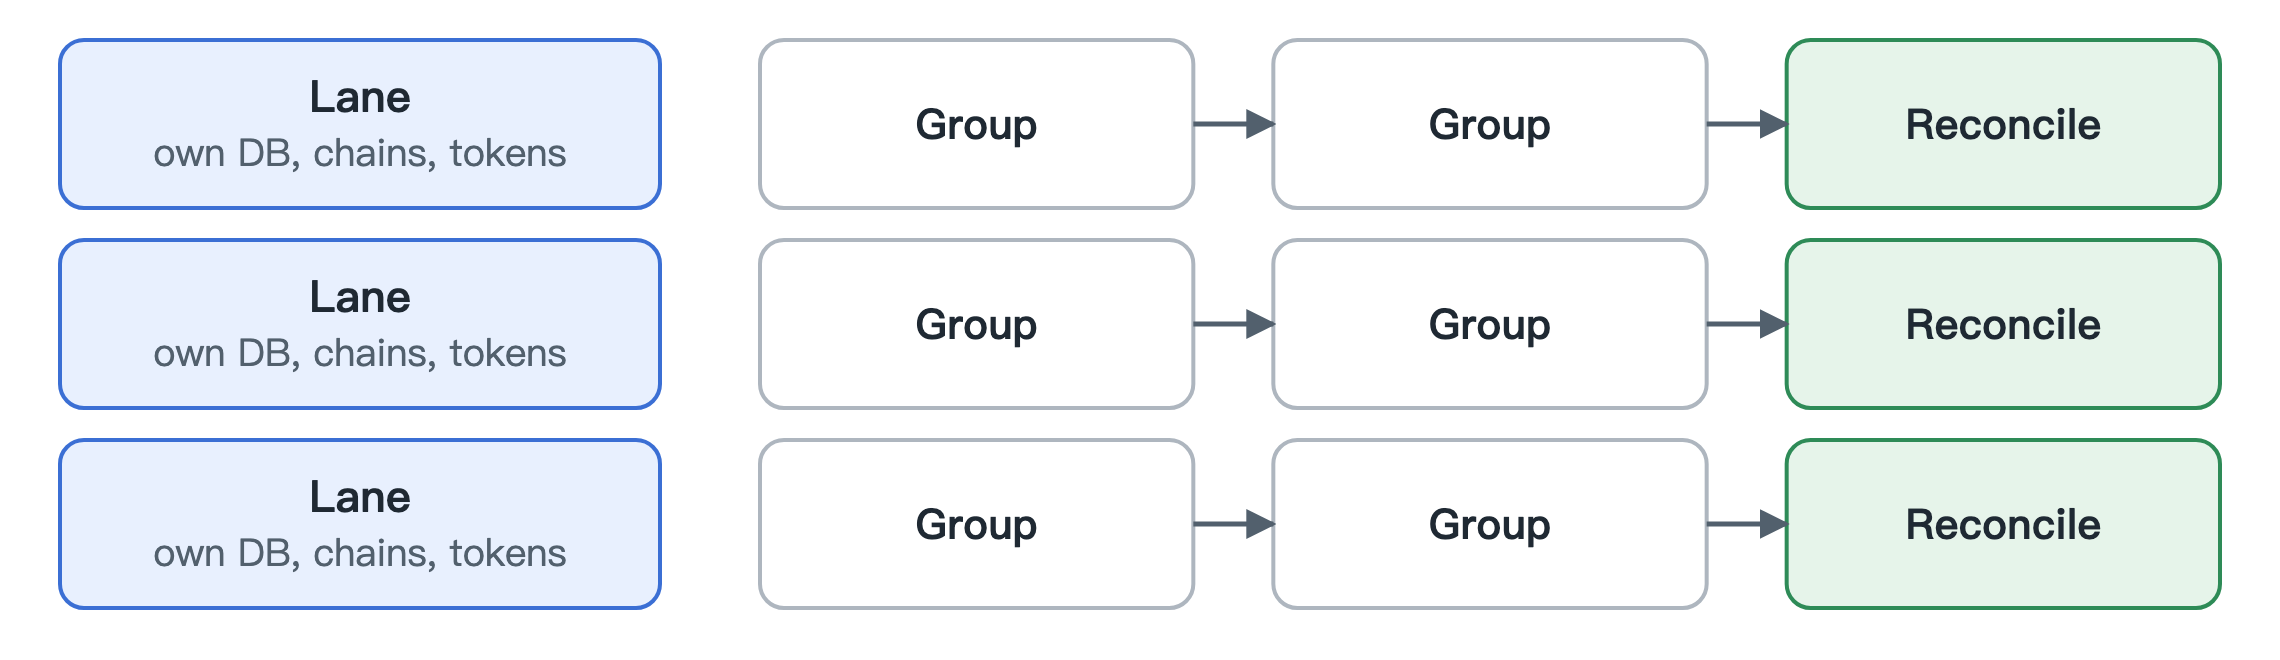 Lane
own DB, chains, tokens
Group
Group
Reconcile
Lane
own DB, chains, tokens
Group
Group
Reconcile
Lane
own DB, chains, tokens
Group
Group
Reconcile